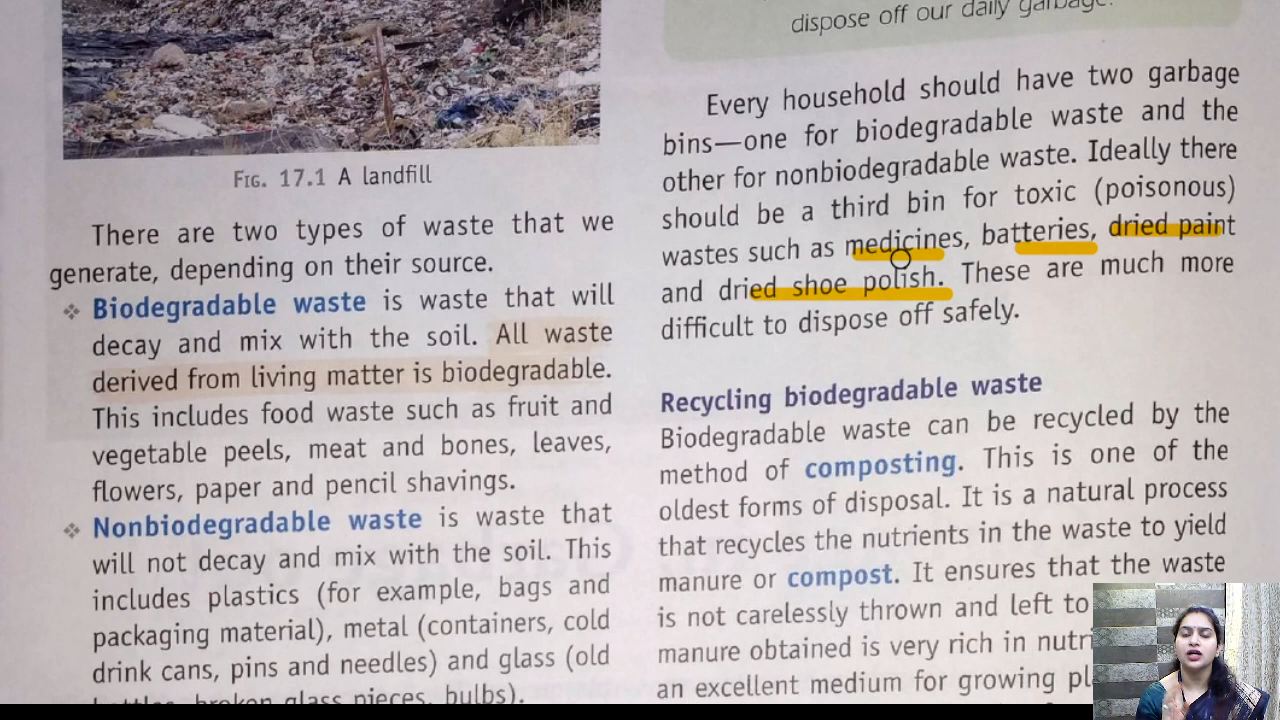 FIG. 17.1 A landfill
There are two types of waste that we
generate, depending on their source.
❖ Biodegradable waste is waste that will
decay and mix with the soil. All waste
derived from living matter is biodegradable.
This includes food waste such as fruit and
vegetable peels, meat and bones, leaves,
flowers, paper and pencil shavings.
❖ Nonbiodegradable waste is waste that
will not decay and mix with the soil. This
includes plastics (for example, bags and
packaging material), metal (containers, cold
drink cans, pins and needles) and glass (old
bottles, broken glass pieces, bulbs).
dispose off our daily garbage.
Every household should have two garbage
bins—one for biodegradable waste and the
other for nonbiodegradable waste. Ideally there
should be a third bin for toxic (poisonous)
wastes such as medicines, batteries, dried paint
and dried shoe polish. These are much more
difficult to dispose off safely.
Recycling biodegradable waste
Biodegradable waste can be recycled by the
method of composting. This is one of the
oldest forms of disposal. It is a natural process
that recycles the nutrients in the waste to yield
manure or compost. It ensures that the waste
is not carelessly thrown and left to
manure obtained is very rich in
an excellent medium for growing